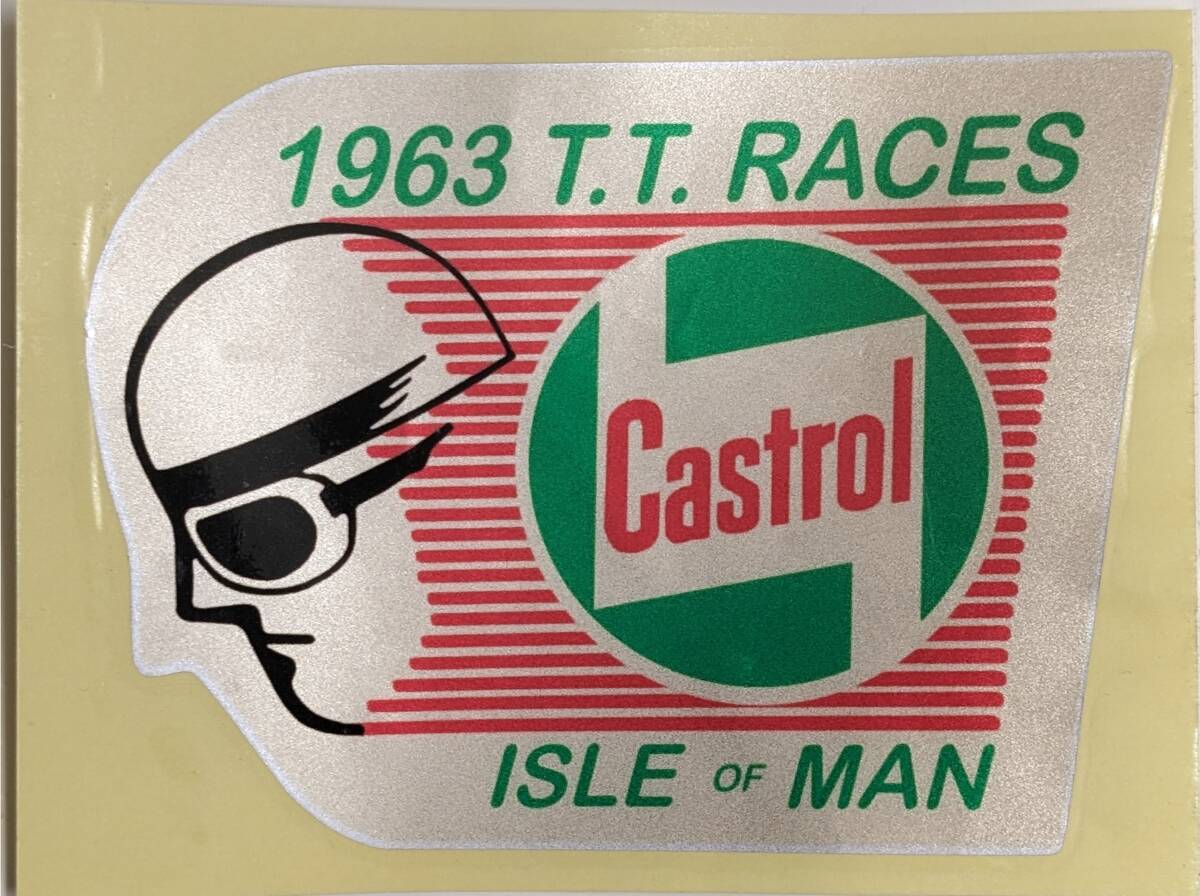 1963 T.T. RACES
Castrol
ISLE OF MAN